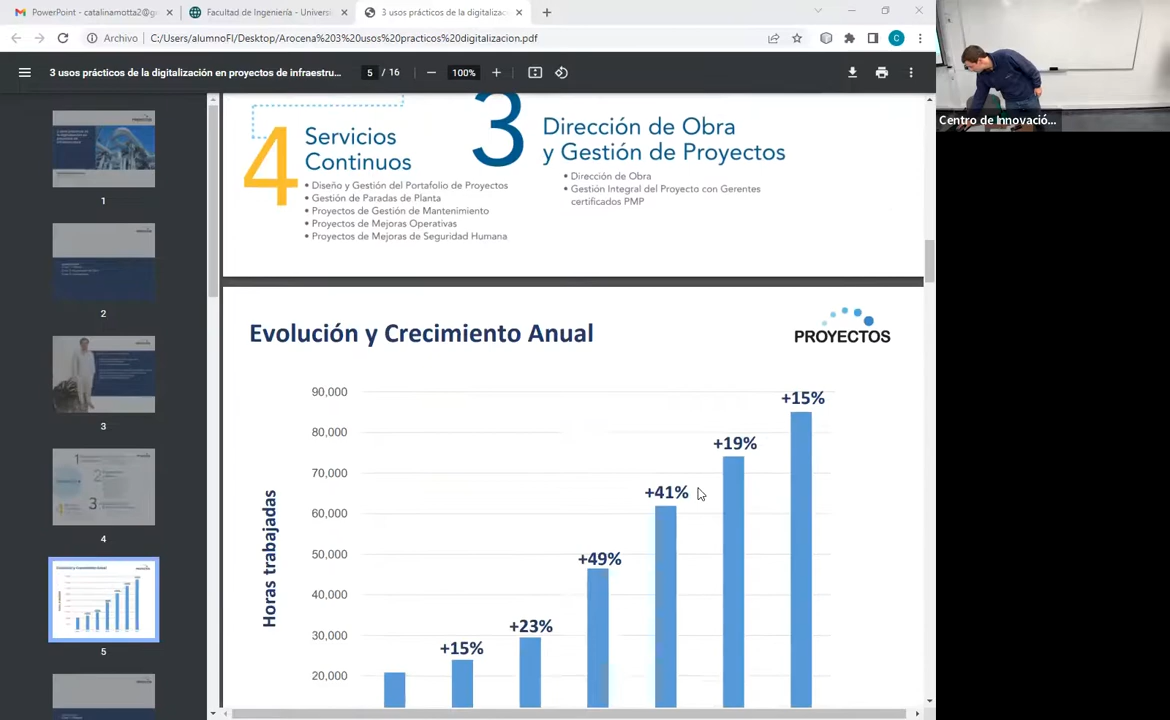 PowerPoint - catalinamotta2@g
Facultad de Ingeniería - Universi
3 usos prácticos de la digitalizac
Archivo
C:/Users/alumnoFI/Desktop/Arocena%203%20usos%20practicos%20digitalizacion.pdf
C
3 usos prácticos de la digitalización en proyectos de infraestru...
5 / 16
100%
1
2
3
4
5
4
Servicios
Continuos
• Diseño y Gestión del Portafolio de Proyectos
• Gestión de Paradas de Planta
• Proyectos de Gestión de Mantenimiento
• Proyectos de Mejoras Operativas
• Proyectos de Mejoras de Seguridad Humana
3
Dirección de Obra
y Gestión de Proyectos
• Dirección de Obra
• Gestión Integral del Proyecto con Gerentes
certificados PMP
Evolución y Crecimiento Anual
PROYECTOS
Horas trabajadas
90,000
80,000
70,000
60,000
50,000
40,000
30,000
20,000
+15%
+23%
+49%
+41%
+19%
+15%
Centro de Innovació...